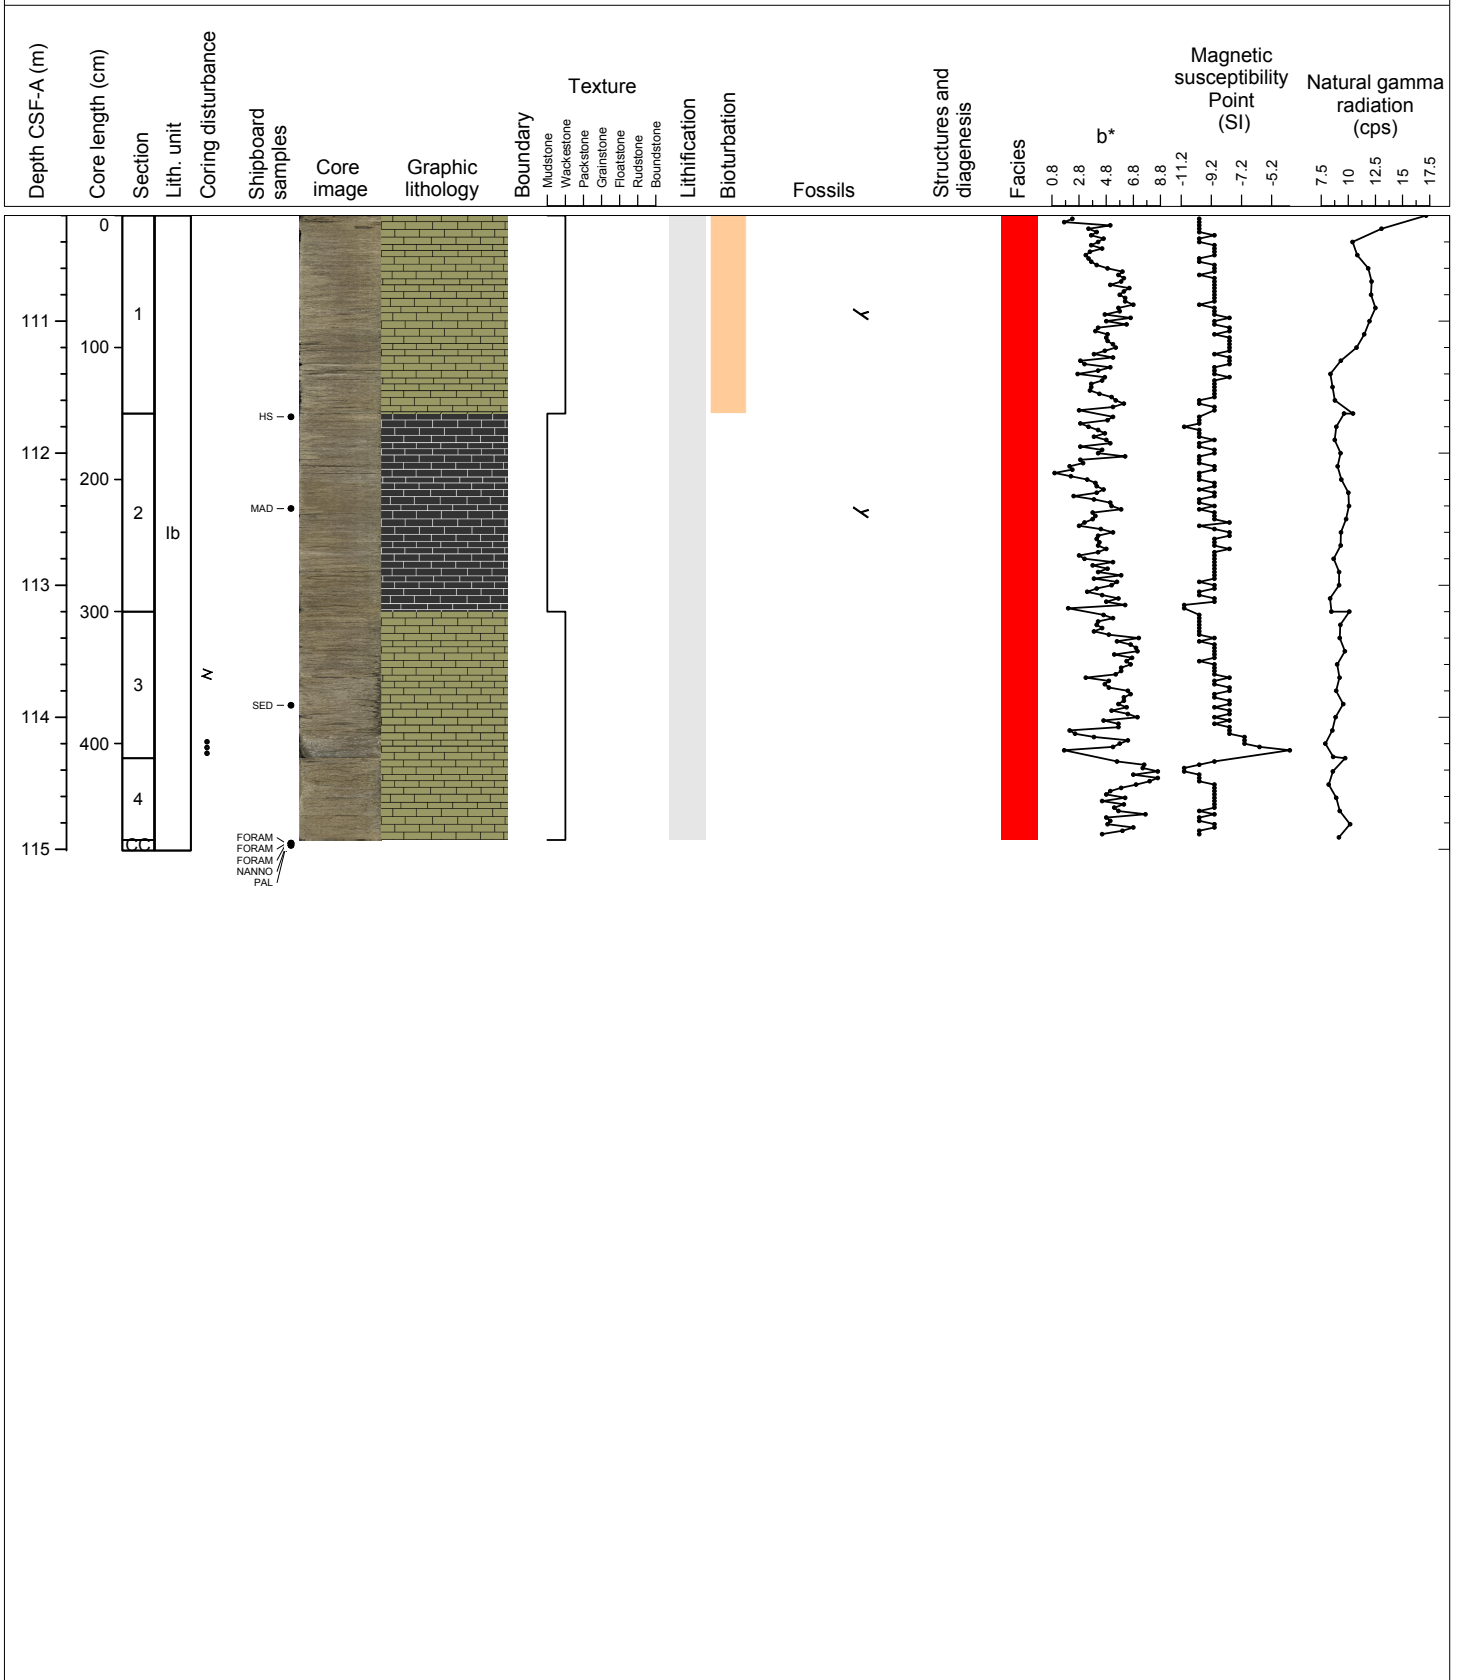 Depth CSF-A (m)
Core length (cm)
Section
Lith. unit
Coring disturbance
Shipboard
samples
Core
image
Graphic
lithology
Boundary
Texture
Mudstone
Wackestone
Packstone
Grainstone
Floatstone
Rudstone
Boundstone
Lithification
Bioturbation
Fossils
Structures and
diagenesis
Facies
b*
0.8
2.8
4.8
6.8
8.8
Magnetic
susceptibility
Point
(SI)
-11.2
-9.2
-7.2
-5.2
Natural gamma
radiation
(cps)
7.5
10
12.5
15
17.5
0
1
111
100
HS
112
200
2
MAD
Ib
113
300
3
SED
114
400
4
FORAM
CC
115
FORAM
FORAM
NANNO
PAL